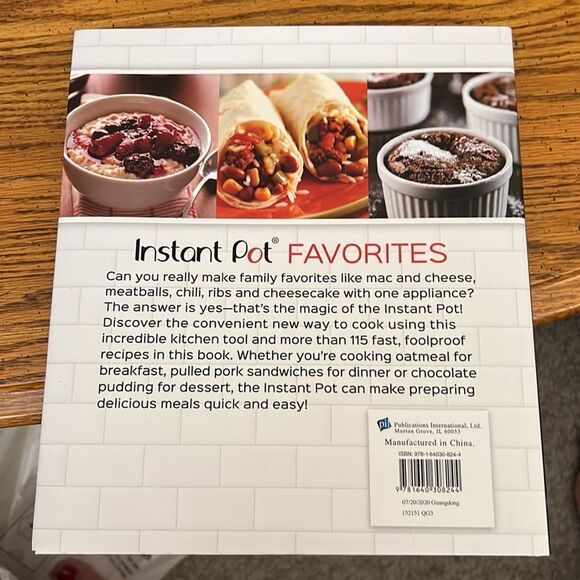 Instant Pot® FAVORITES
Can you really make family favorites like mac and cheese,
meatballs, chili, ribs and cheesecake with one appliance?
The answer is yes—that's the magic of the Instant Pot!
Discover the convenient new way to cook using this
incredible kitchen tool and more than 115 fast, foolproof
recipes in this book. Whether you're cooking oatmeal for
breakfast, pulled pork sandwiches for dinner or chocolate
pudding for dessert, the Instant Pot can make preparing
delicious meals quick and easy!
pil Publications International, Ltd.
Morton Grove, IL 60053
Manufactured in China.
ISBN: 978-1-64030-824-4
9 781640 308244
07/20/2020 Guangdong
152151 QG3